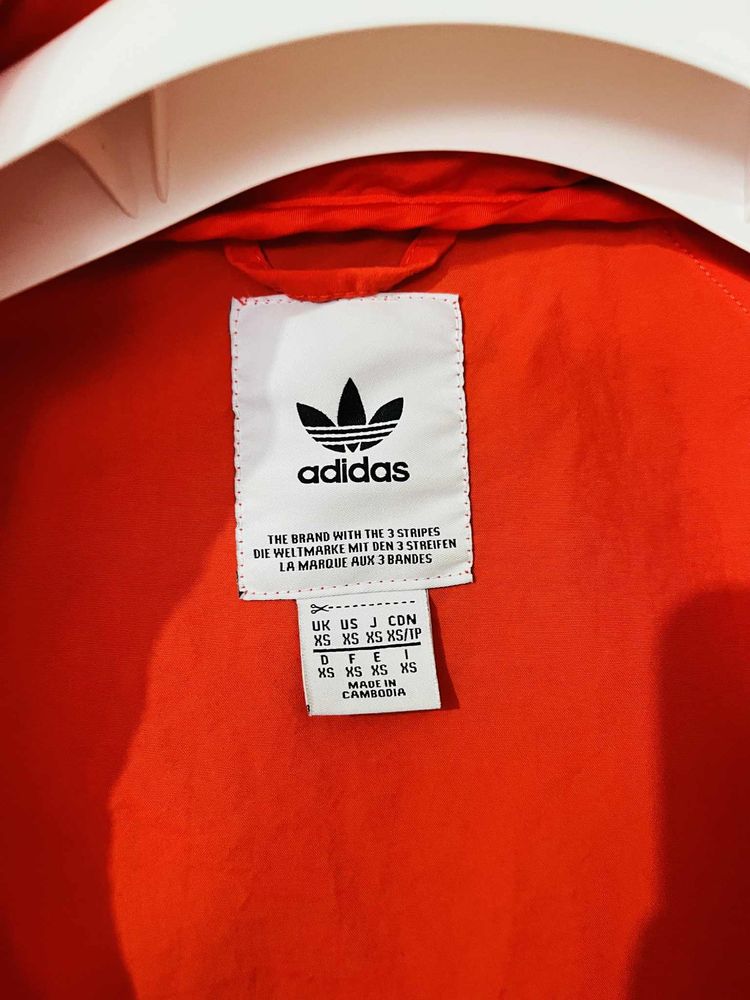 adidas
THE BRAND WITH THE 3 STRIPES
DIE WELTMARKE MIT DEN 3 STREIFEN
LA MARQUE AUX 3 BANDES
UK US J CDN
XS XS XS XS/TP
D F E I
XS XS XS XS
MADE IN
CAMBODIA